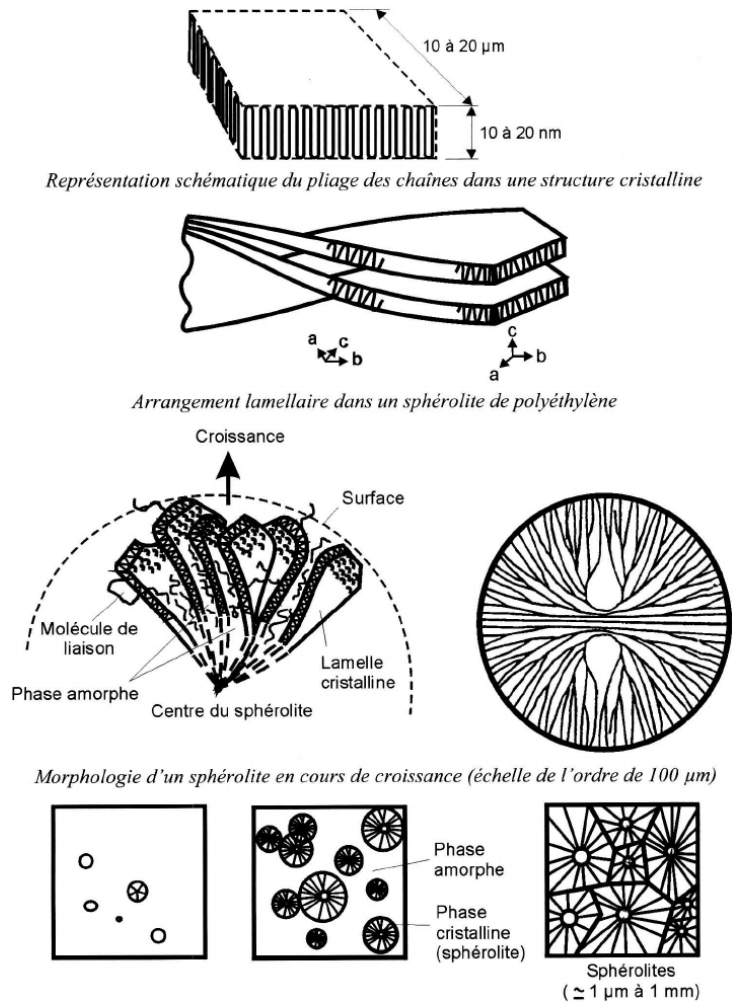 10 à 20 µm
10 à 20 nm
Représentation schématique du pliage des chaînes dans une structure cristalline
a
c
b
c
b
a
Arrangement lamellaire dans un sphérolite de polyéthylène
Croissance
Surface
Molécule de
liaison
Phase amorphe
Lamelle
cristalline
Centre du sphérolite
Morphologie d'un sphérolite en cours de croissance (échelle de l'ordre de 100 µm)
Phase
amorphe
Phase
cristalline
(sphérolite)
Sphérolites
( ≃ 1 µm à 1 mm)